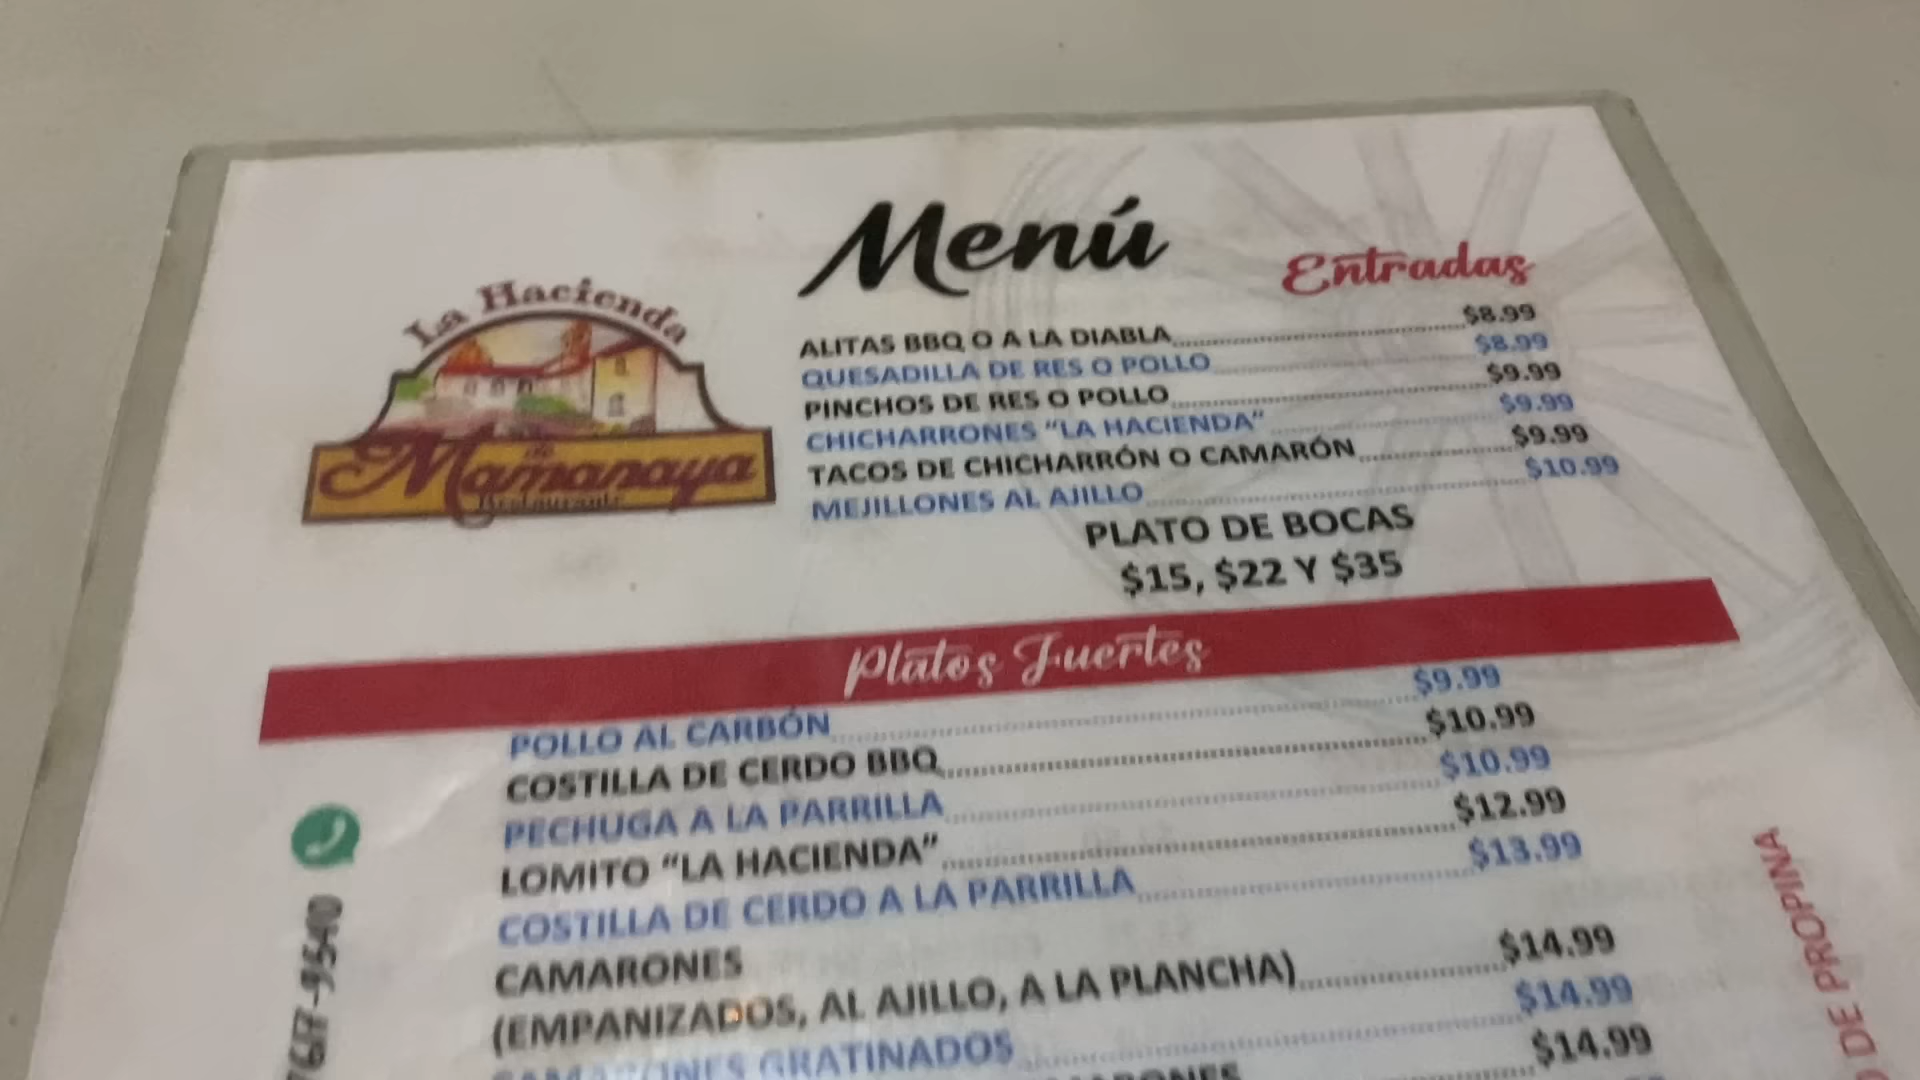 La Hacienda
de
Mamanaya
Restaurante
Menú
Entradas
ALITAS BBQ O A LA DIABLA $8.99
QUESADILLA DE RES O POLLO $8.99
PINCHOS DE RES O POLLO $9.99
CHICHARRONES “LA HACIENDA” $9.99
TACOS DE CHICHARRÓN O CAMARÓN $9.99
MEJILLONES AL AJILLO $10.99
PLATO DE BOCAS
$15, $22 Y $35
Platos Fuertes
POLLO AL CARBÓN $9.99
COSTILLA DE CERDO BBQ $10.99
PECHUGA A LA PARRILLA $10.99
LOMITO “LA HACIENDA” $12.99
COSTILLA DE CERDO A LA PARRILLA $13.99
CAMARONES
(EMPANIZADOS, AL AJILLO, A LA PLANCHA) $14.99
CAMARONES GRATINADOS $14.99
$14.99
DE PROPINA